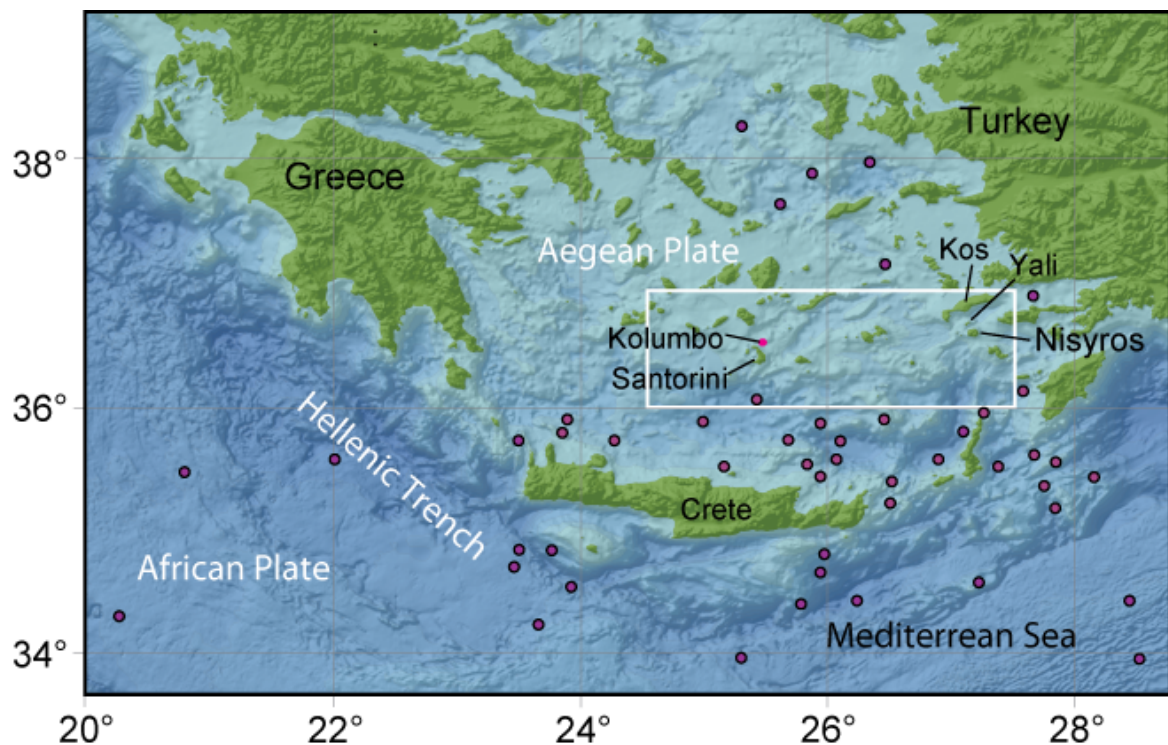 38°
Turkey
Greece
Aegean Plate
Kos
Yali
Kolumbo
Nisyros
Santorini
36°
Hellenic Trench
Crete
African Plate
Mediterrean Sea
34°
20°
22°
24°
26°
28°